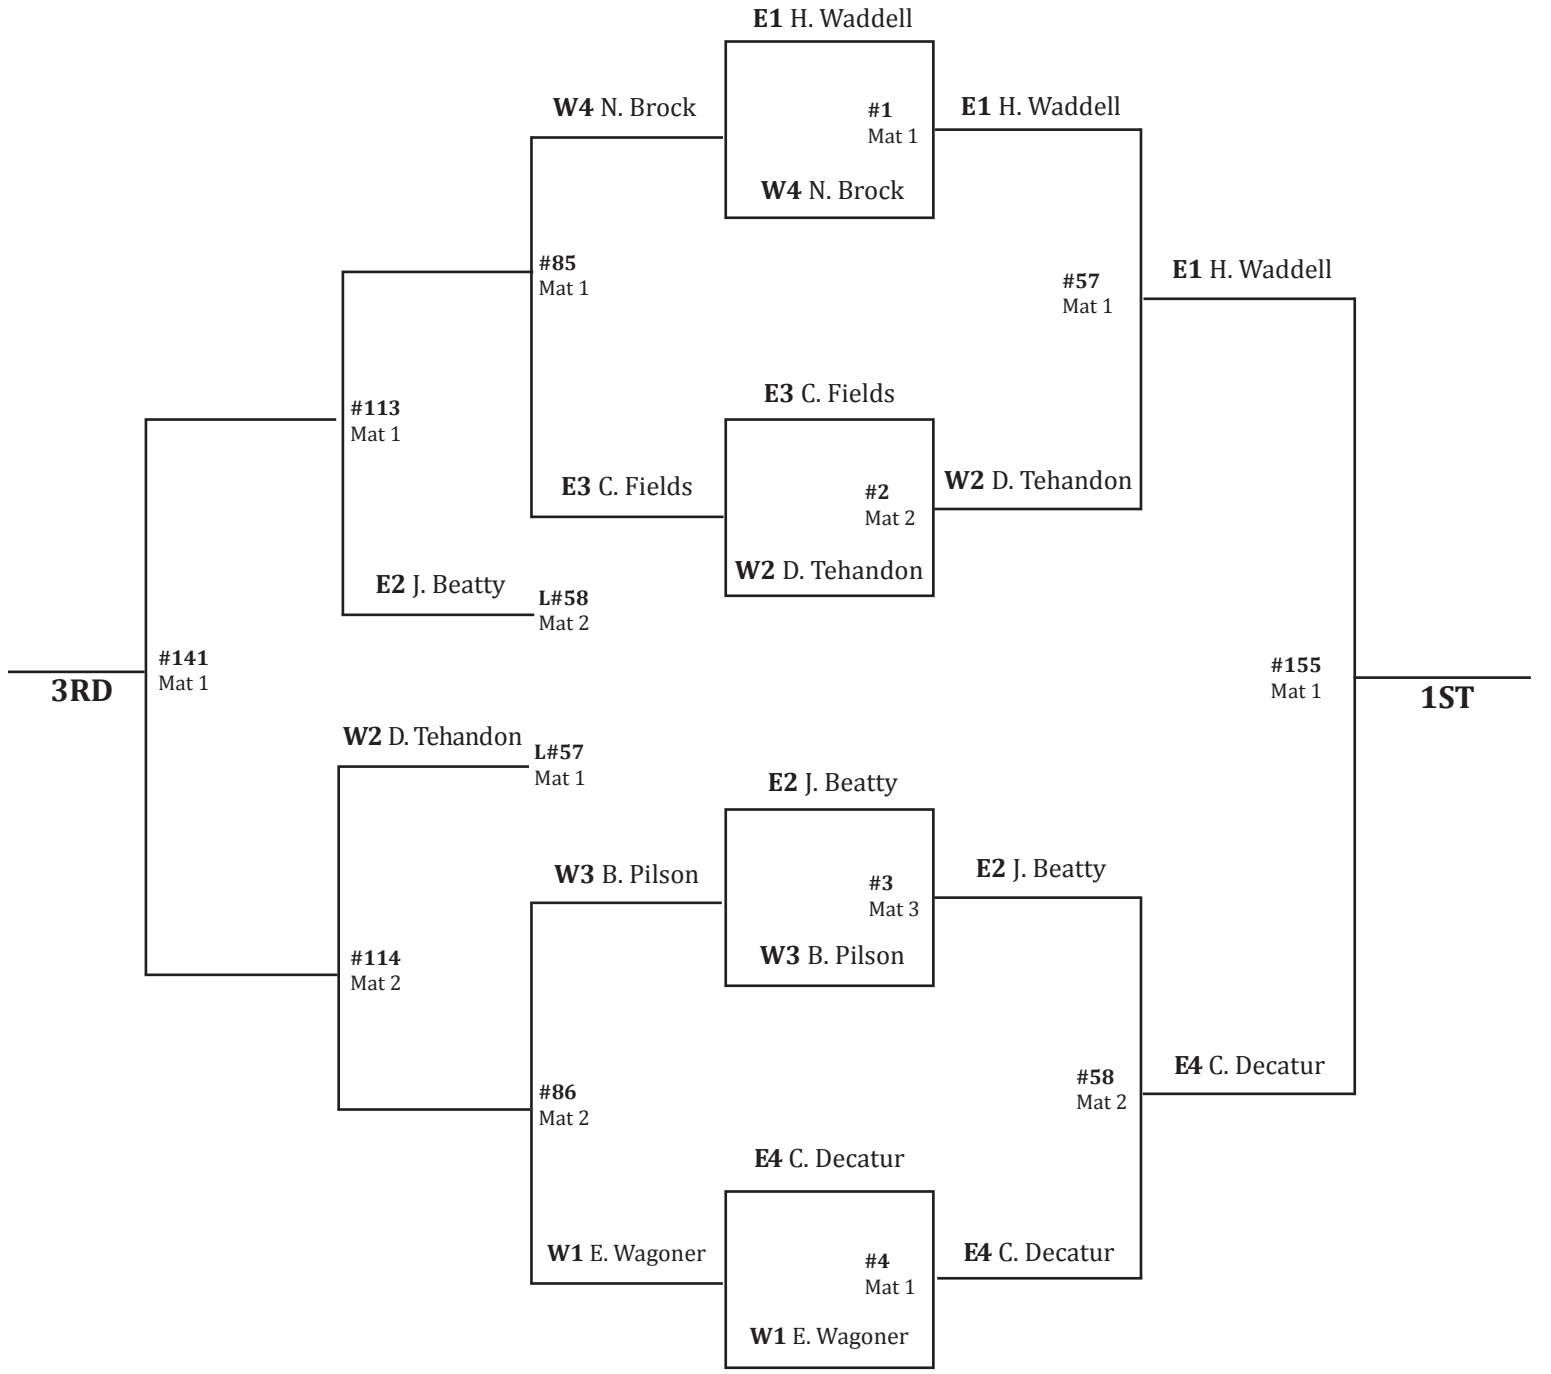 E1 H. Waddell
W4 N. Brock
#1
Mat 1
E1 H. Waddell
W4 N. Brock
#85
Mat 1
#57
Mat 1
E1 H. Waddell
E3 C. Fields
#113
Mat 1
E3 C. Fields
#2
Mat 2
W2 D. Tehandon
W2 D. Tehandon
E2 J. Beatty
L#58
Mat 2
#141
Mat 1
3RD
#155
Mat 1
1ST
W2 D. Tehandon
L#57
Mat 1
E2 J. Beatty
W3 B. Pilson
#3
Mat 3
E2 J. Beatty
W3 B. Pilson
#114
Mat 2
#86
Mat 2
#58
Mat 2
E4 C. Decatur
E4 C. Decatur
W1 E. Wagoner
#4
Mat 1
E4 C. Decatur
W1 E. Wagoner